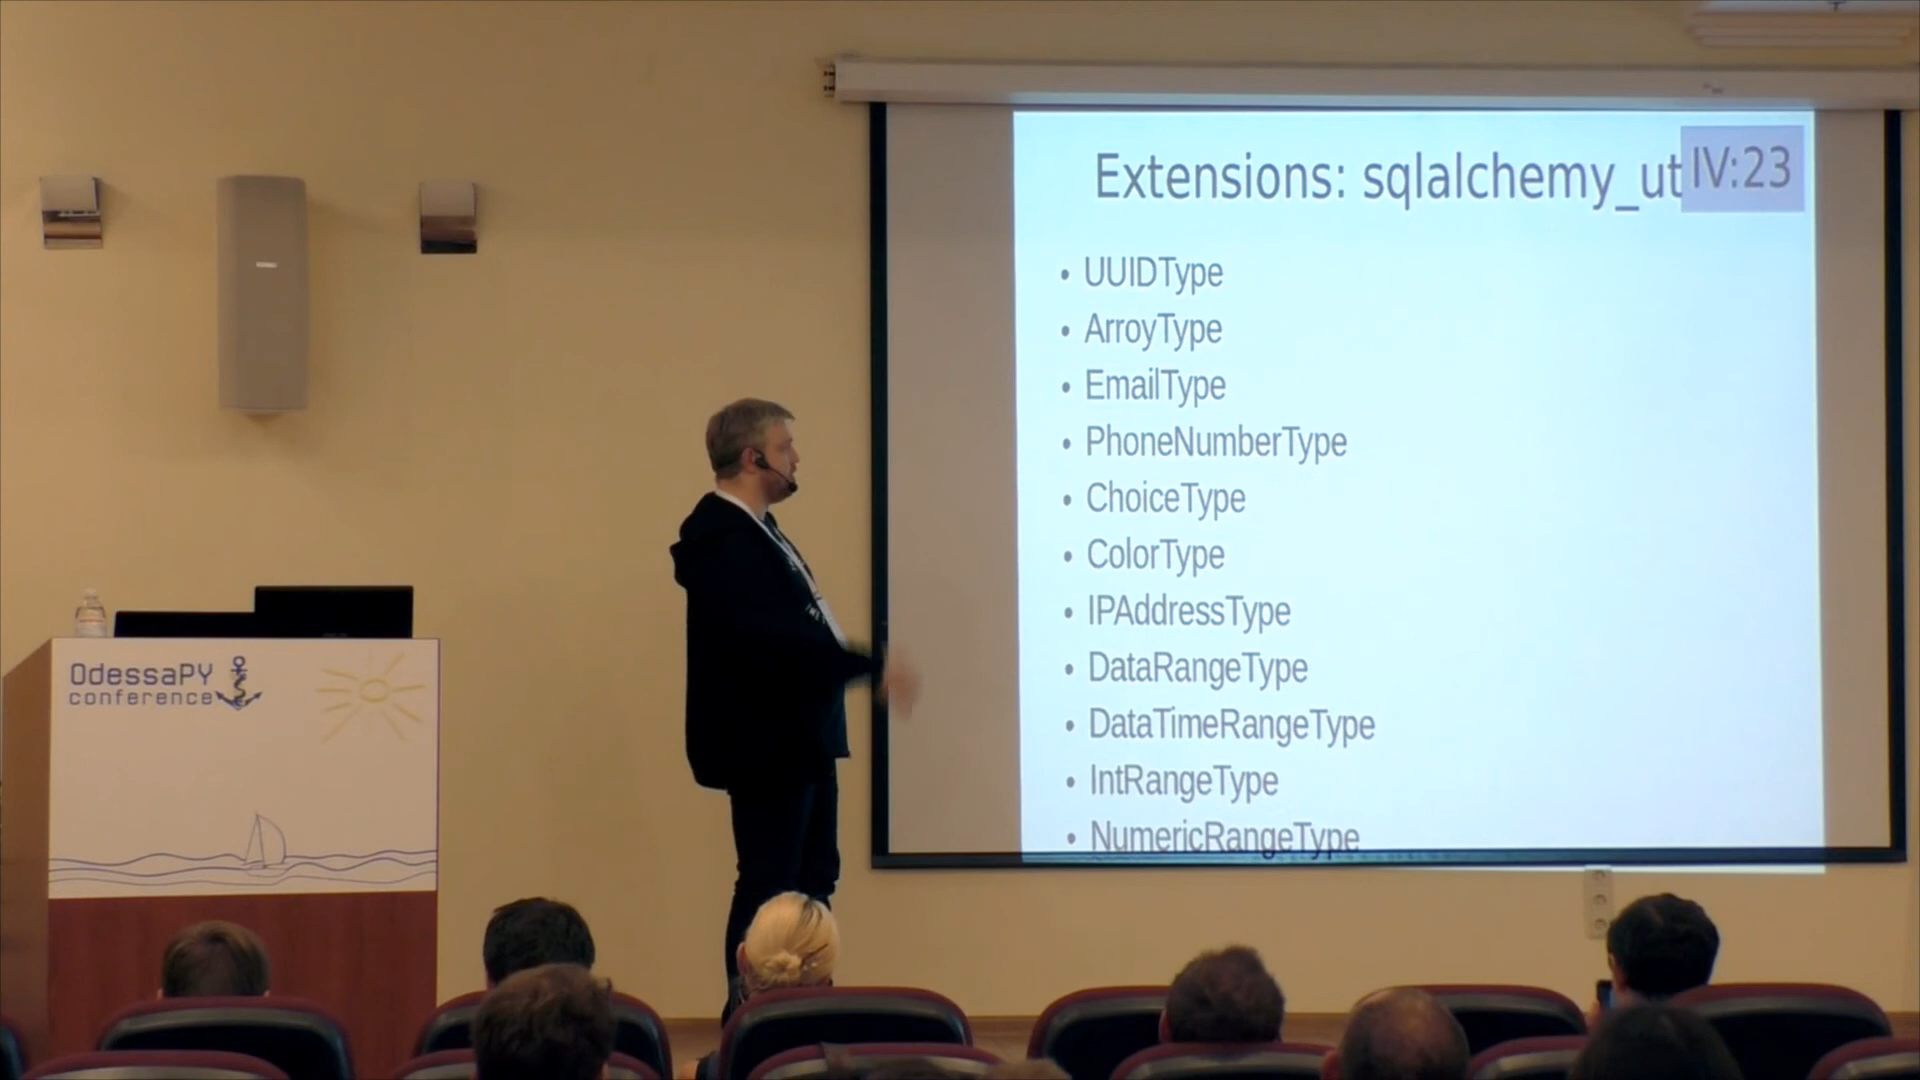 Extensions: sqlalchemy_ut
IV:23
• UUIDType
• ArroyType
• EmailType
• PhoneNumberType
• ChoiceType
• ColorType
• IPAddressType
• DataRangeType
• DataTimeRangeType
• IntRangeType
• NumericRangeType
OdessaPY
conference